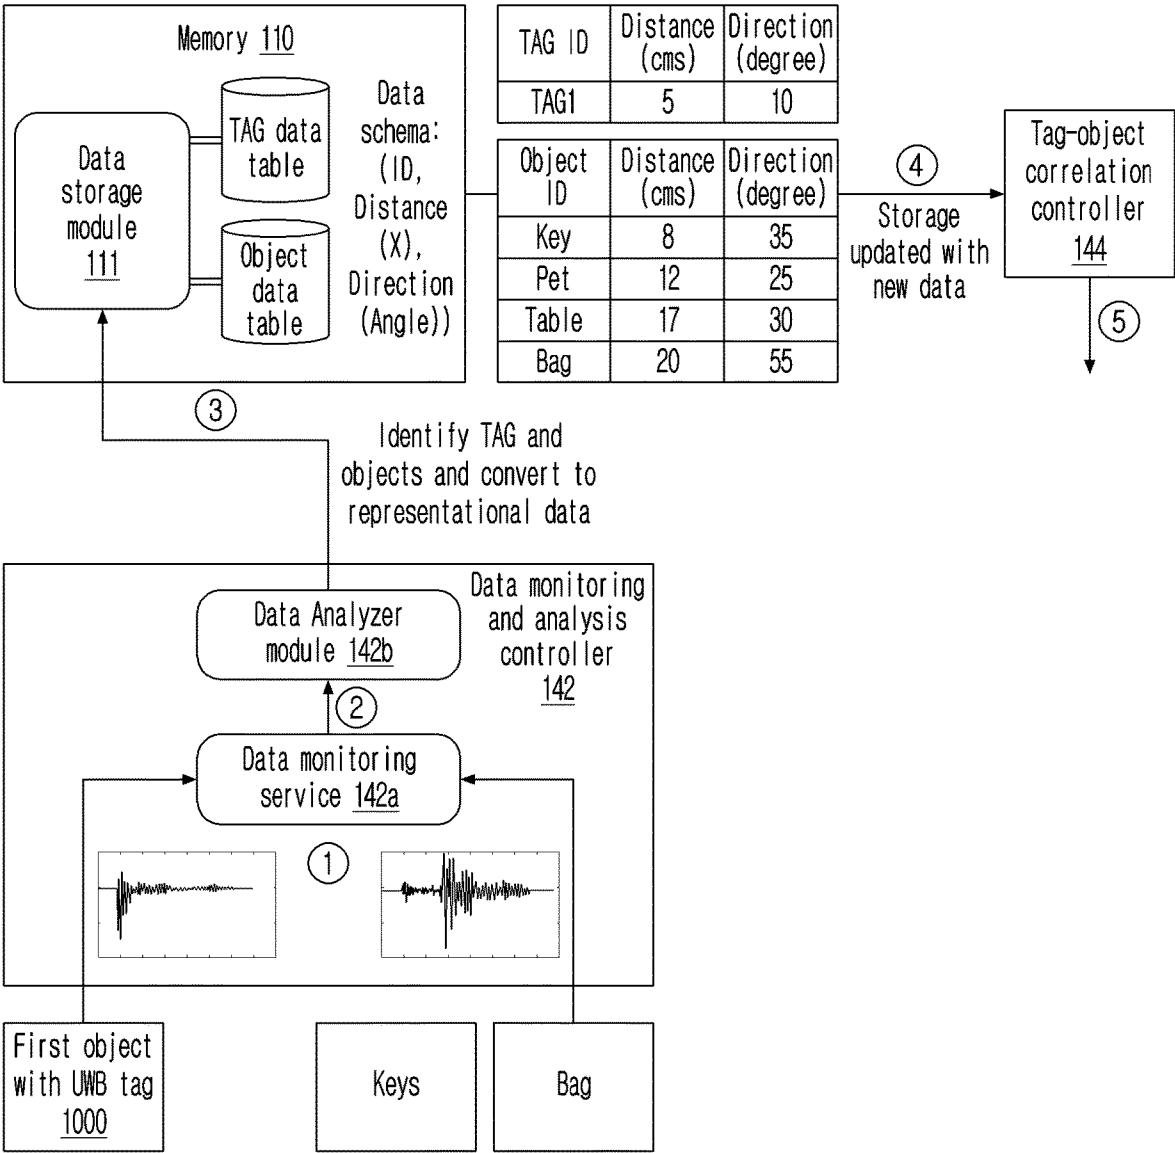 Memory 110
Data
storage
module
111
TAG data
table
Object
data
table
Data
schema:
(ID,
Distance
(X),
Direction
(Angle))
TAG ID
Distance
(cms)
Direction
(degree)
TAG1
5
10
Object
ID
Distance
(cms)
Direction
(degree)
Key
8
35
Pet
12
25
Table
17
30
Bag
20
55
4
Storage
updated with
new data
Tag-object
correlation
controller
144
5
3
Identify TAG and
objects and convert to
representational data
Data Analyzer
module 142b
Data monitoring
and analysis
controller
142
2
Data monitoring
service 142a
1
First object
with UWB tag
1000
Keys
Bag